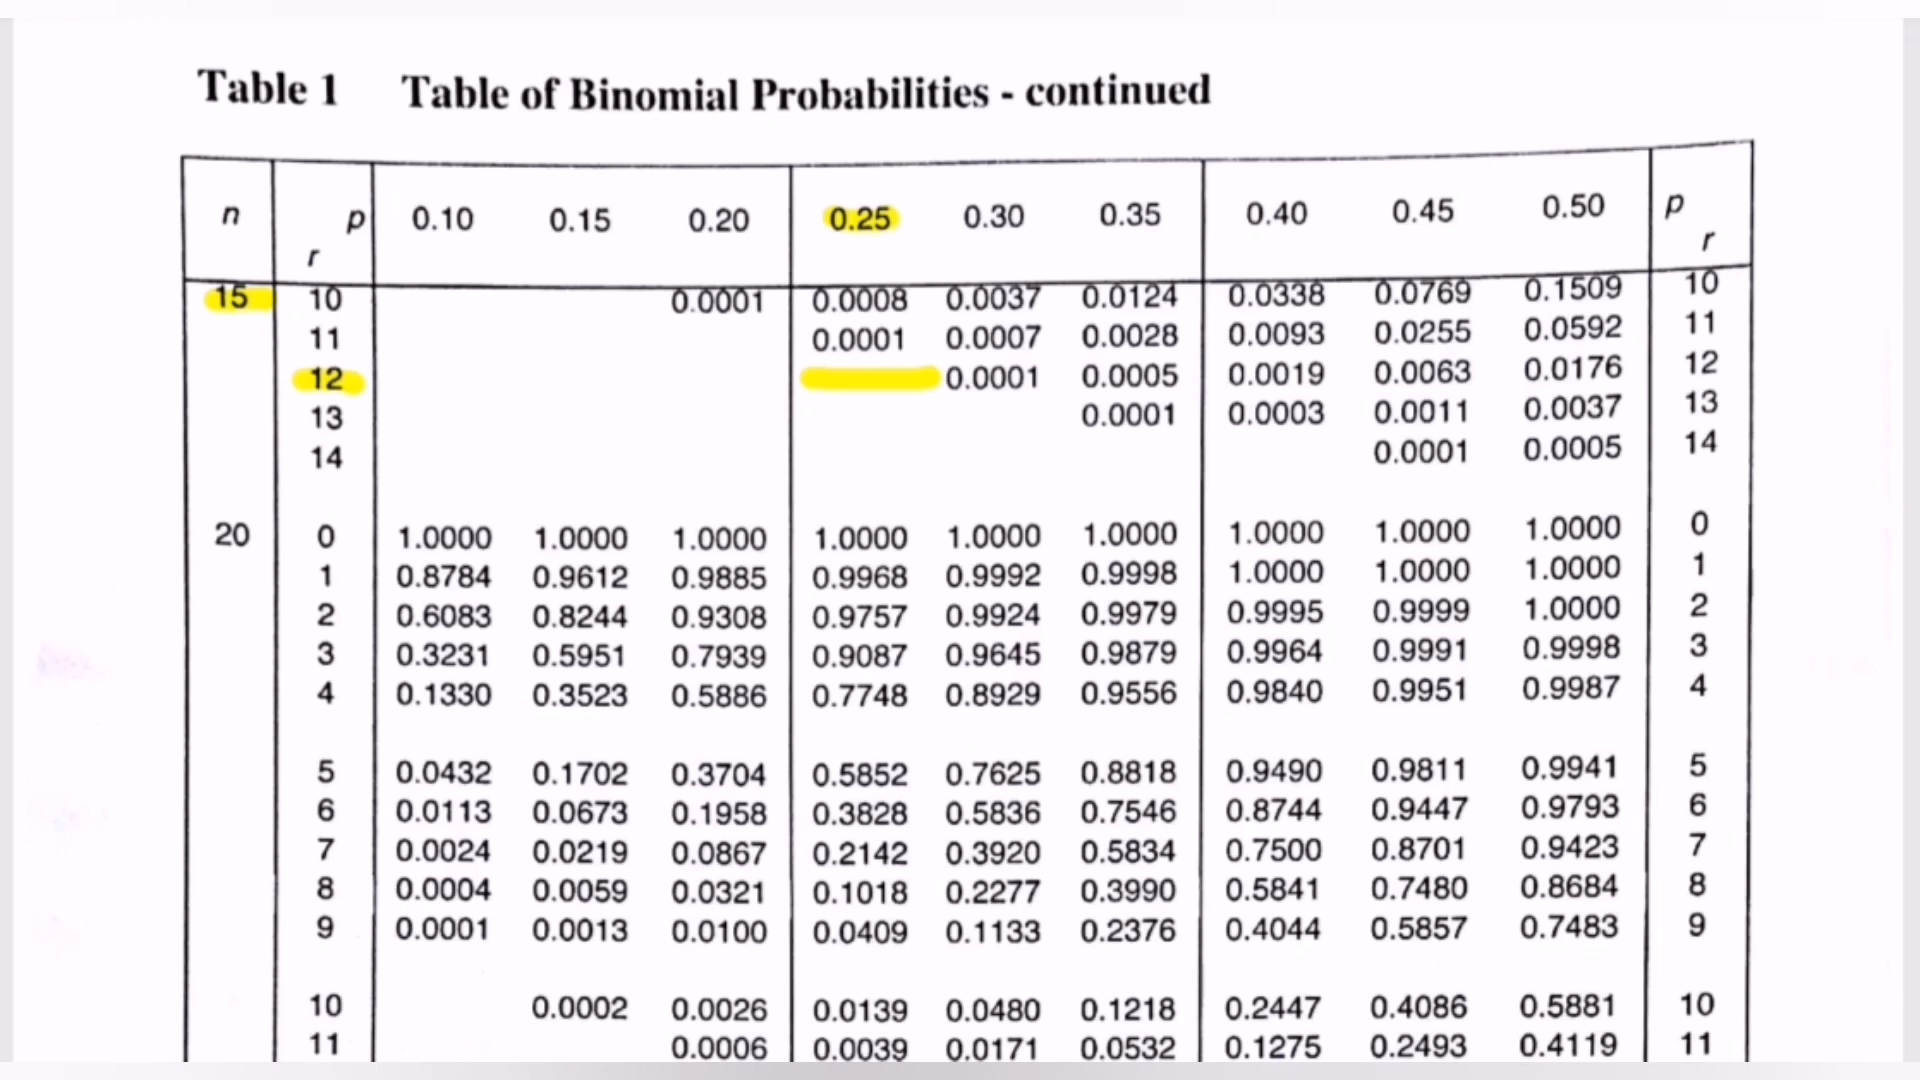 Table 1 Table of Binomial Probabilities - continued
n p 0.10 0.15 0.20 0.25 0.30 0.35 0.40 0.45 0.50 p
r r
15 10 0.0001 0.0008 0.0037 0.0124 0.0338 0.0769 0.1509 10
11 0.0001 0.0007 0.0028 0.0093 0.0255 0.0592 11
12 0.0001 0.0005 0.0019 0.0063 0.0176 12
13 0.0001 0.0003 0.0011 0.0037 13
14 0.0001 0.0005 14
20 0 1.0000 1.0000 1.0000 1.0000 1.0000 1.0000 1.0000 1.0000 1.0000 0
1 0.8784 0.9612 0.9885 0.9968 0.9992 0.9998 1.0000 1.0000 1.0000 1
2 0.6083 0.8244 0.9308 0.9757 0.9924 0.9979 0.9995 0.9999 1.0000 2
3 0.3231 0.5951 0.7939 0.9087 0.9645 0.9879 0.9964 0.9991 0.9998 3
4 0.1330 0.3523 0.5886 0.7748 0.8929 0.9556 0.9840 0.9951 0.9987 4
5 0.0432 0.1702 0.3704 0.5852 0.7625 0.8818 0.9490 0.9811 0.9941 5
6 0.0113 0.0673 0.1958 0.3828 0.5836 0.7546 0.8744 0.9447 0.9793 6
7 0.0024 0.0219 0.0867 0.2142 0.3920 0.5834 0.7500 0.8701 0.9423 7
8 0.0004 0.0059 0.0321 0.1018 0.2277 0.3990 0.5841 0.7480 0.8684 8
9 0.0001 0.0013 0.0100 0.0409 0.1133 0.2376 0.4044 0.5857 0.7483 9
10 0.0002 0.0026 0.0139 0.0480 0.1218 0.2447 0.4086 0.5881 10
11 0.0006 0.0039 0.0171 0.0532 0.1275 0.2493 0.4119 11